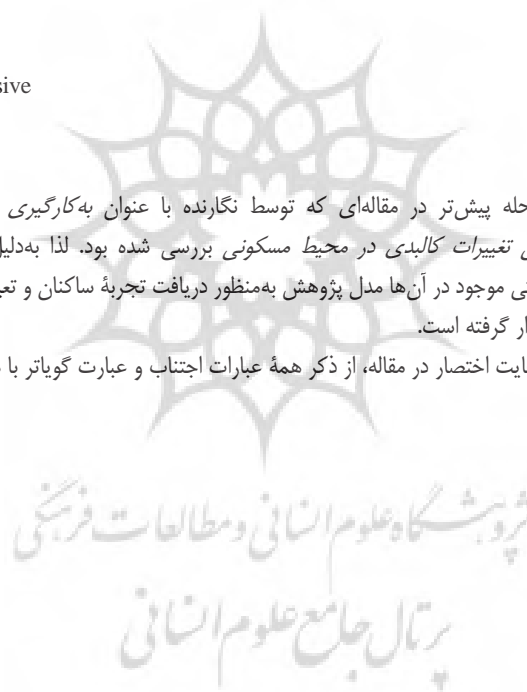 sive
حله پیش‌تر در مقاله‌ای که توسط نگارنده با عنوان به‌کارگیری
تغییرات کالبدی در محیط مسکونی بررسی شده بود. لذا به‌دلیل
موجود در آن‌ها مدل پژوهش به‌منظور دریافت تجربۀ ساکنان و
ار گرفته است.
ایت اختصار در مقاله، از ذکر همۀ عبارات اجتناب و عبارت گویاتر با
پژوهشگاه علوم انسانی و مطالعات فرهنگی
پرتال جامع علوم انسانی